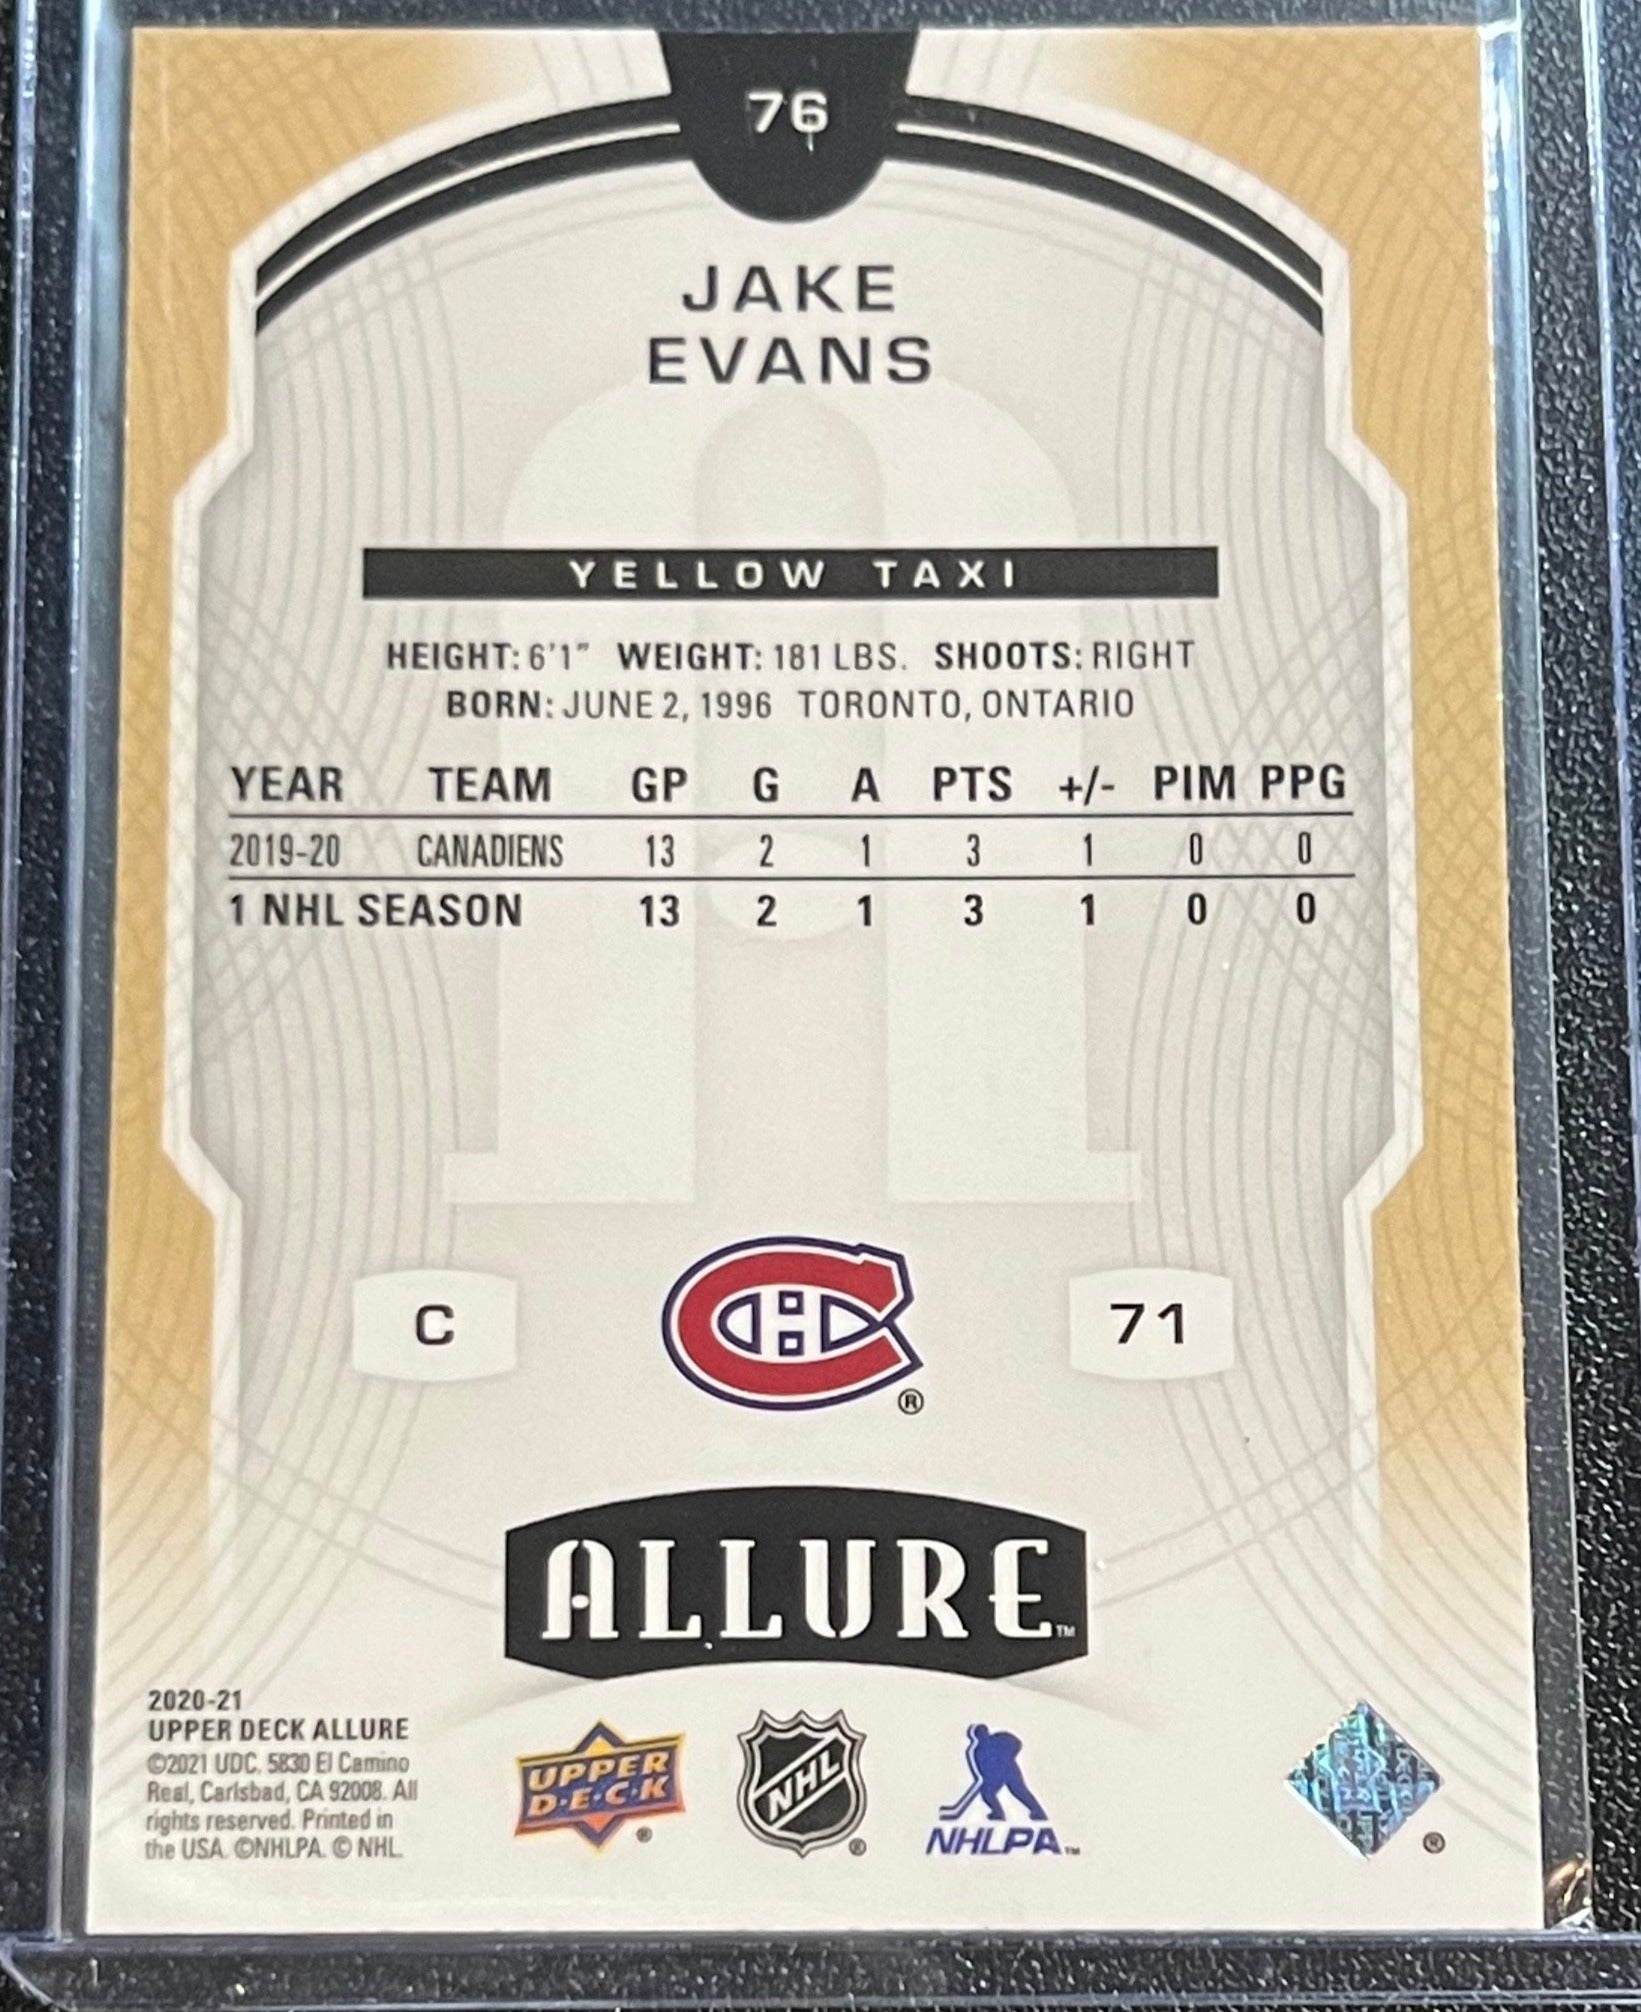 76
JAKE
EVANS
YELLOW TAXI
HEIGHT: 6'1" WEIGHT: 181 LBS. SHOOTS: RIGHT
BORN: JUNE 2, 1996 TORONTO, ONTARIO
YEAR TEAM GP G A PTS +/- PIM PPG
2019-20 CANADIENS 13 2 1 3 1 0 0
1 NHL SEASON 13 2 1 3 1 0 0
C
CH
®
71
ALLURE™
2020-21
UPPER DECK ALLURE
©2021 UDC. 5830 El Camino
Real, Carlsbad, CA 92008. All
rights reserved. Printed in
the USA. ©NHLPA. © NHL.
UPPER
D·E·C·K®
NHL®
NHLPA™
®